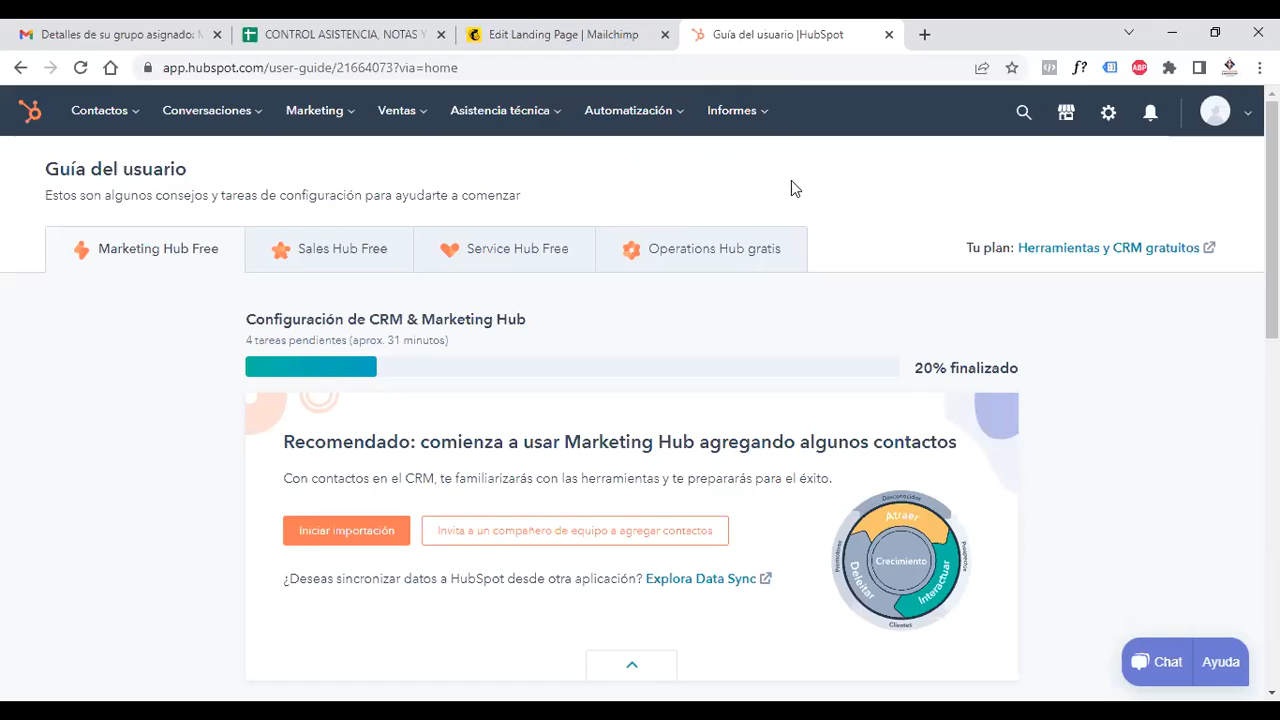 Detalles de su grupo asignado: M
CONTROL ASISTENCIA, NOTAS Y
Edit Landing Page | Mailchimp
Guía del usuario |HubSpot
app.hubspot.com/user-guide/21664073?via=home
f?
ABP
Contactos
Conversaciones
Marketing
Ventas
Asistencia técnica
Automatización
Informes
Guía del usuario
Estos son algunos consejos y tareas de configuración para ayudarte a comenzar
Marketing Hub Free
Sales Hub Free
Service Hub Free
Operations Hub gratis
Tu plan: Herramientas y CRM gratuitos
Configuración de CRM & Marketing Hub
4 tareas pendientes (aprox. 31 minutos)
20% finalizado
Recomendado: comienza a usar Marketing Hub agregando algunos contactos
Con contactos en el CRM, te familiarizarás con las herramientas y te prepararás para el éxito.
Iniciar importación
Invita a un compañero de equipo a agregar contactos
¿Deseas sincronizar datos a HubSpot desde otra aplicación? Explora Data Sync
Desconocidos
Atraer
Prospectos
Interactuar
Clientes
Deleitar
Promotores
Crecimiento
Chat
Ayuda